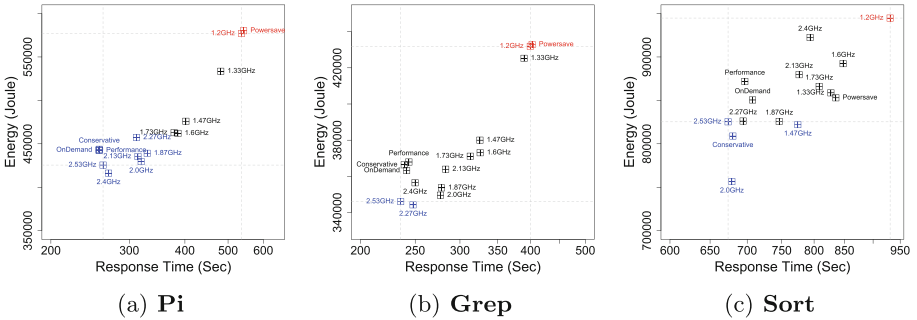 (a) Pi
Energy (Joule)
550000
450000
350000
1.2GHz
Powersave
1.33GHz
1.47GHz
1.73GHz
1.6GHz
2.27GHz
Conservative
OnDemand
Performance
2.13GHz
1.87GHz
2.53GHz
2.0GHz
2.4GHz
200
300
400
500
600
Response Time (Sec)
(b) Grep
Energy (Joule)
420000
380000
340000
1.2GHz
Powersave
1.33GHz
1.47GHz
1.6GHz
1.73GHz
Performance
Conservative
OnDemand
2.13GHz
2.4GHz
1.87GHz
2.0GHz
2.53GHz
2.27GHz
200
250
300
350
400
500
Response Time (Sec)
(c) Sort
Energy (Joule)
900000
800000
700000
1.2GHz
2.4GHz
1.6GHz
2.13GHz
Performance
1.73GHz
OnDemand
1.33GHz
Powersave
2.53GHz
2.27GHz
1.87GHz
1.47GHz
Conservative
2.0GHz
600
650
700
750
800
850
950
Response Time (Sec)